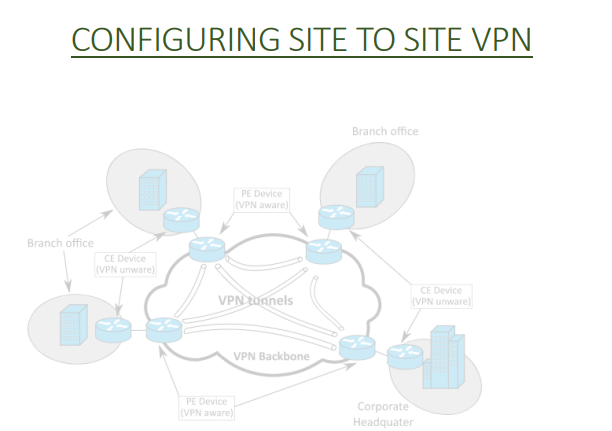 CONFIGURING SITE TO SITE VPN
Branch office
PE Device
(VPN aware)
Branch office
CE Device
(VPN unware)
CE Device
(VPN unware)
VPN tunnels
VPN Backbone
PE Device
(VPN aware)
Corporate
Headquater